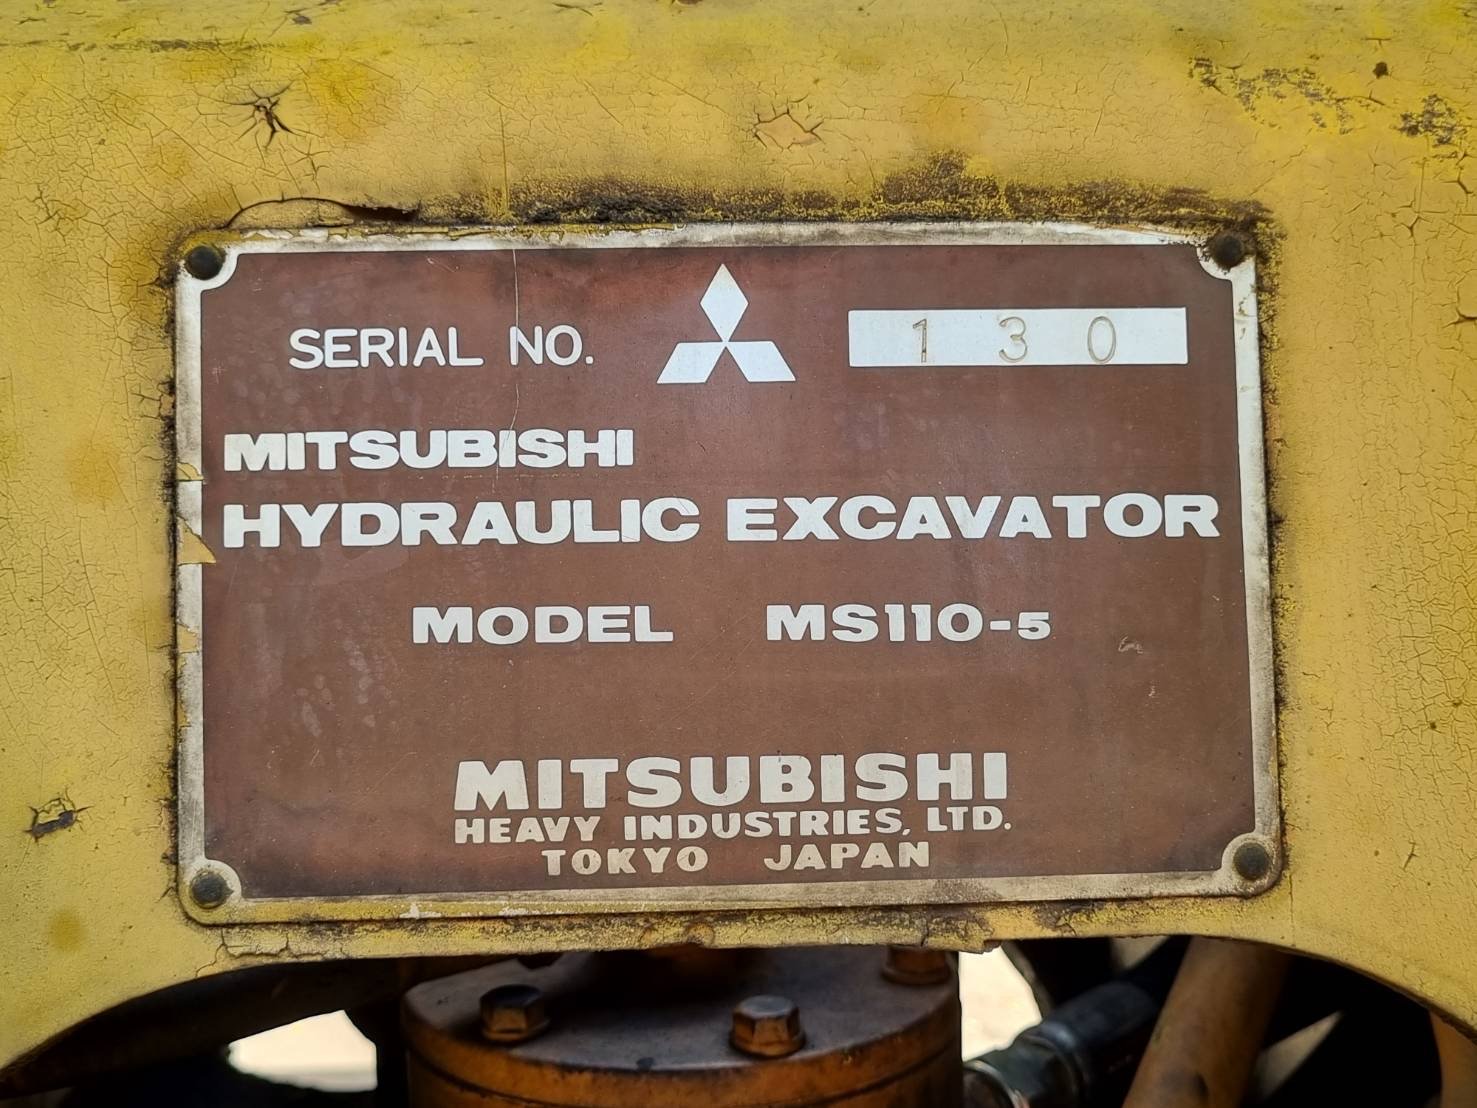 SERIAL NO. 130
MITSUBISHI
HYDRAULIC EXCAVATOR
MODEL MS110-5
MITSUBISHI
HEAVY INDUSTRIES, LTD.
TOKYO JAPAN